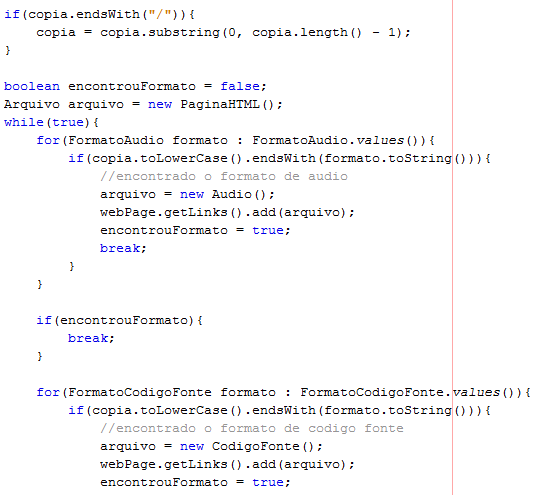 if(copia.endsWith("/")){
    copia = copia.substring(0, copia.length() - 1);
}

boolean encontrouFormato = false;
Arquivo arquivo = new PaginaHTML();
while(true){
    for(FormatoAudio formato : FormatoAudio.values()){
        if(copia.toLowerCase().endsWith(formato.toString())){
            //encontrado o formato de audio
            arquivo = new Audio();
            webPage.getLinks().add(arquivo);
            encontrouFormato = true;
            break;
        }
    }

    if(encontrouFormato){
        break;
    }

    for(FormatoCodigoFonte formato : FormatoCodigoFonte.values()){
        if(copia.toLowerCase().endsWith(formato.toString())){
            //encontrado o formato de codigo fonte
            arquivo = new CodigoFonte();
            webPage.getLinks().add(arquivo);
            encontrouFormato = true;